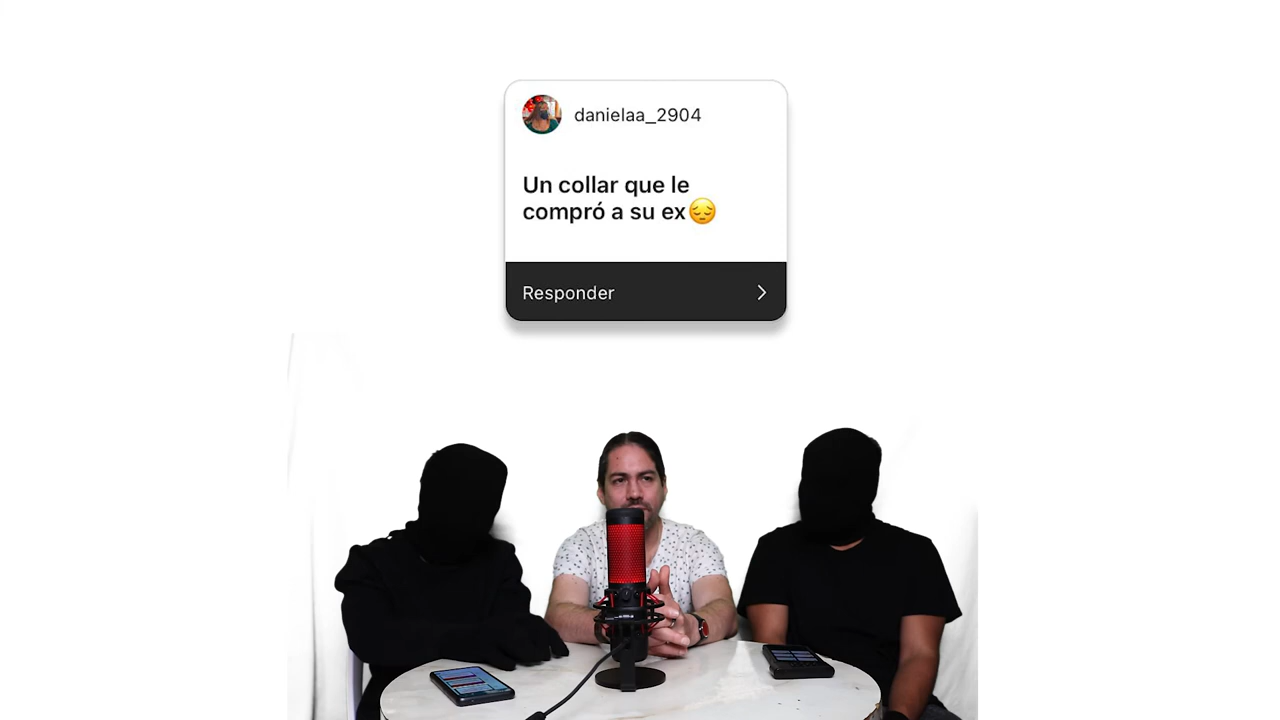 danielaa_2904
Un collar que le
compró a su ex😔
Responder